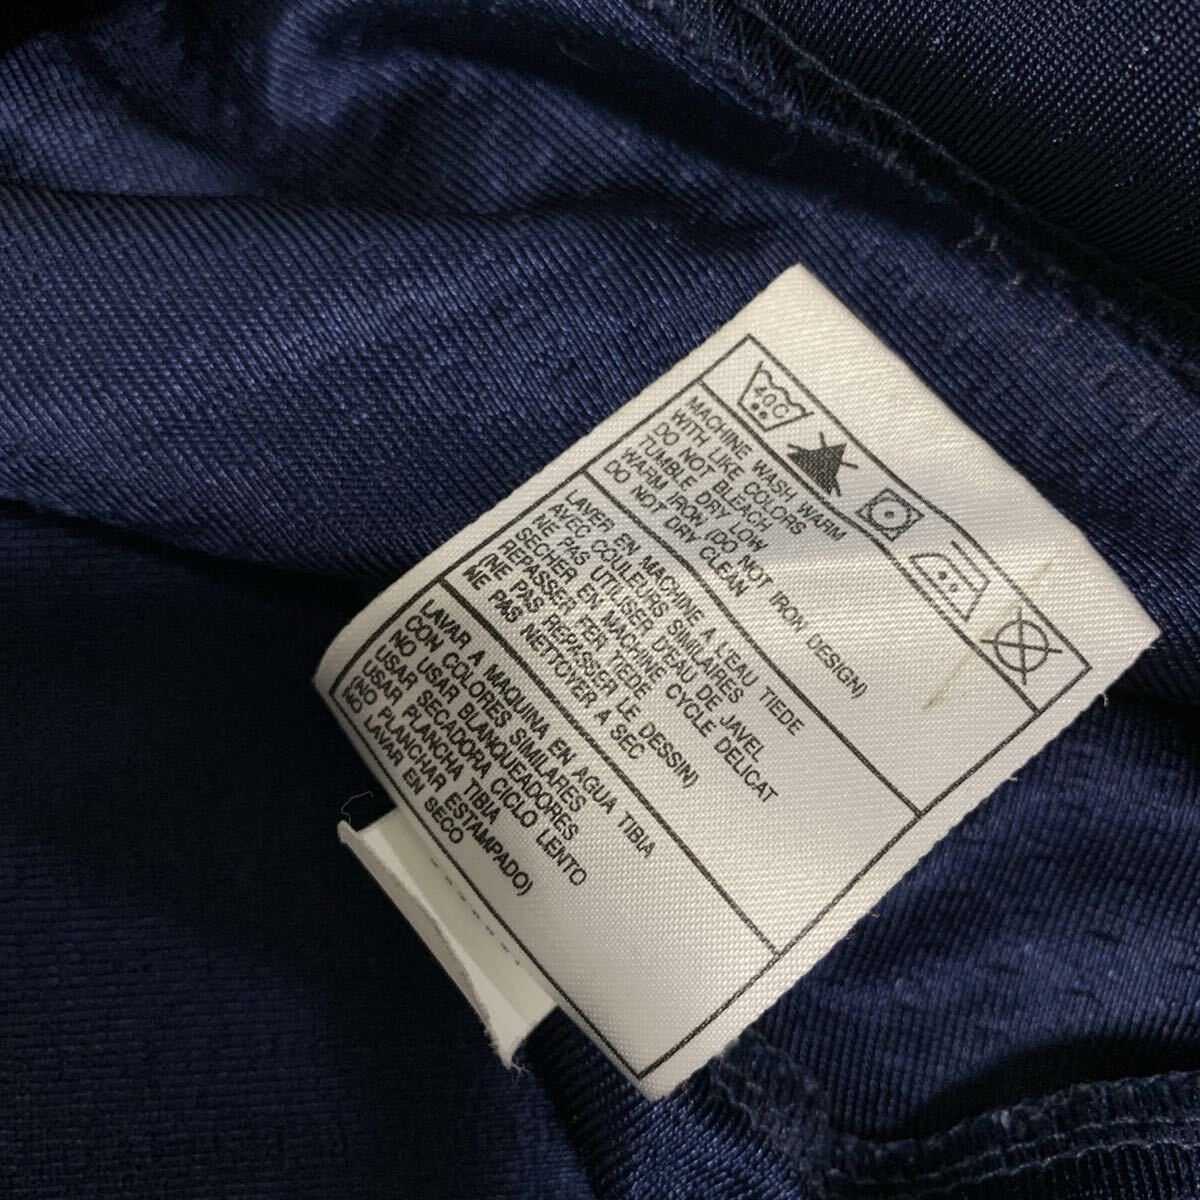 40C
MACHINE WASH WARM
WITH LIKE COLORS
DO NOT BLEACH
TUMBLE DRY LOW
WARM IRON (DO NOT IRON DESIGN)
DO NOT DRY CLEAN
LAVER EN MACHINE A L'EAU TIEDE
AVEC COULEURS SIMILAIRES
NE PAS UTILISER D'EAU DE JAVEL
SECHER EN MACHINE CYCLE DELICAT
REPASSER FER TIEDE
(NE PAS REPASSER LE DESSIN)
NE PAS NETTOYER A SEC
LAVAR A MAQUINA EN AGUA TIBIA
CON COLORES SIMILARES
NO USAR BLANQUEADORES
USAR SECADORA CICLO LENTO
USAR PLANCHA TIBIA
(NO PLANCHAR ESTAMPADO)
NO LAVAR EN SECO